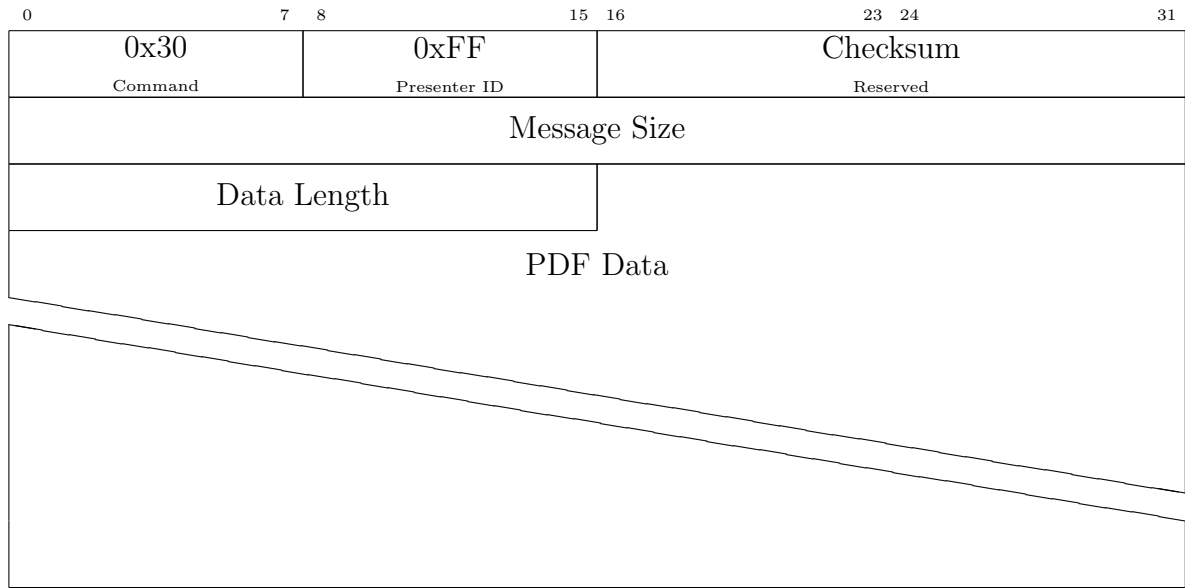 0 7 8 15 16 23 24 31
0x30 0xFF Checksum
Command Presenter ID Reserved
Message Size
Data Length
PDF Data